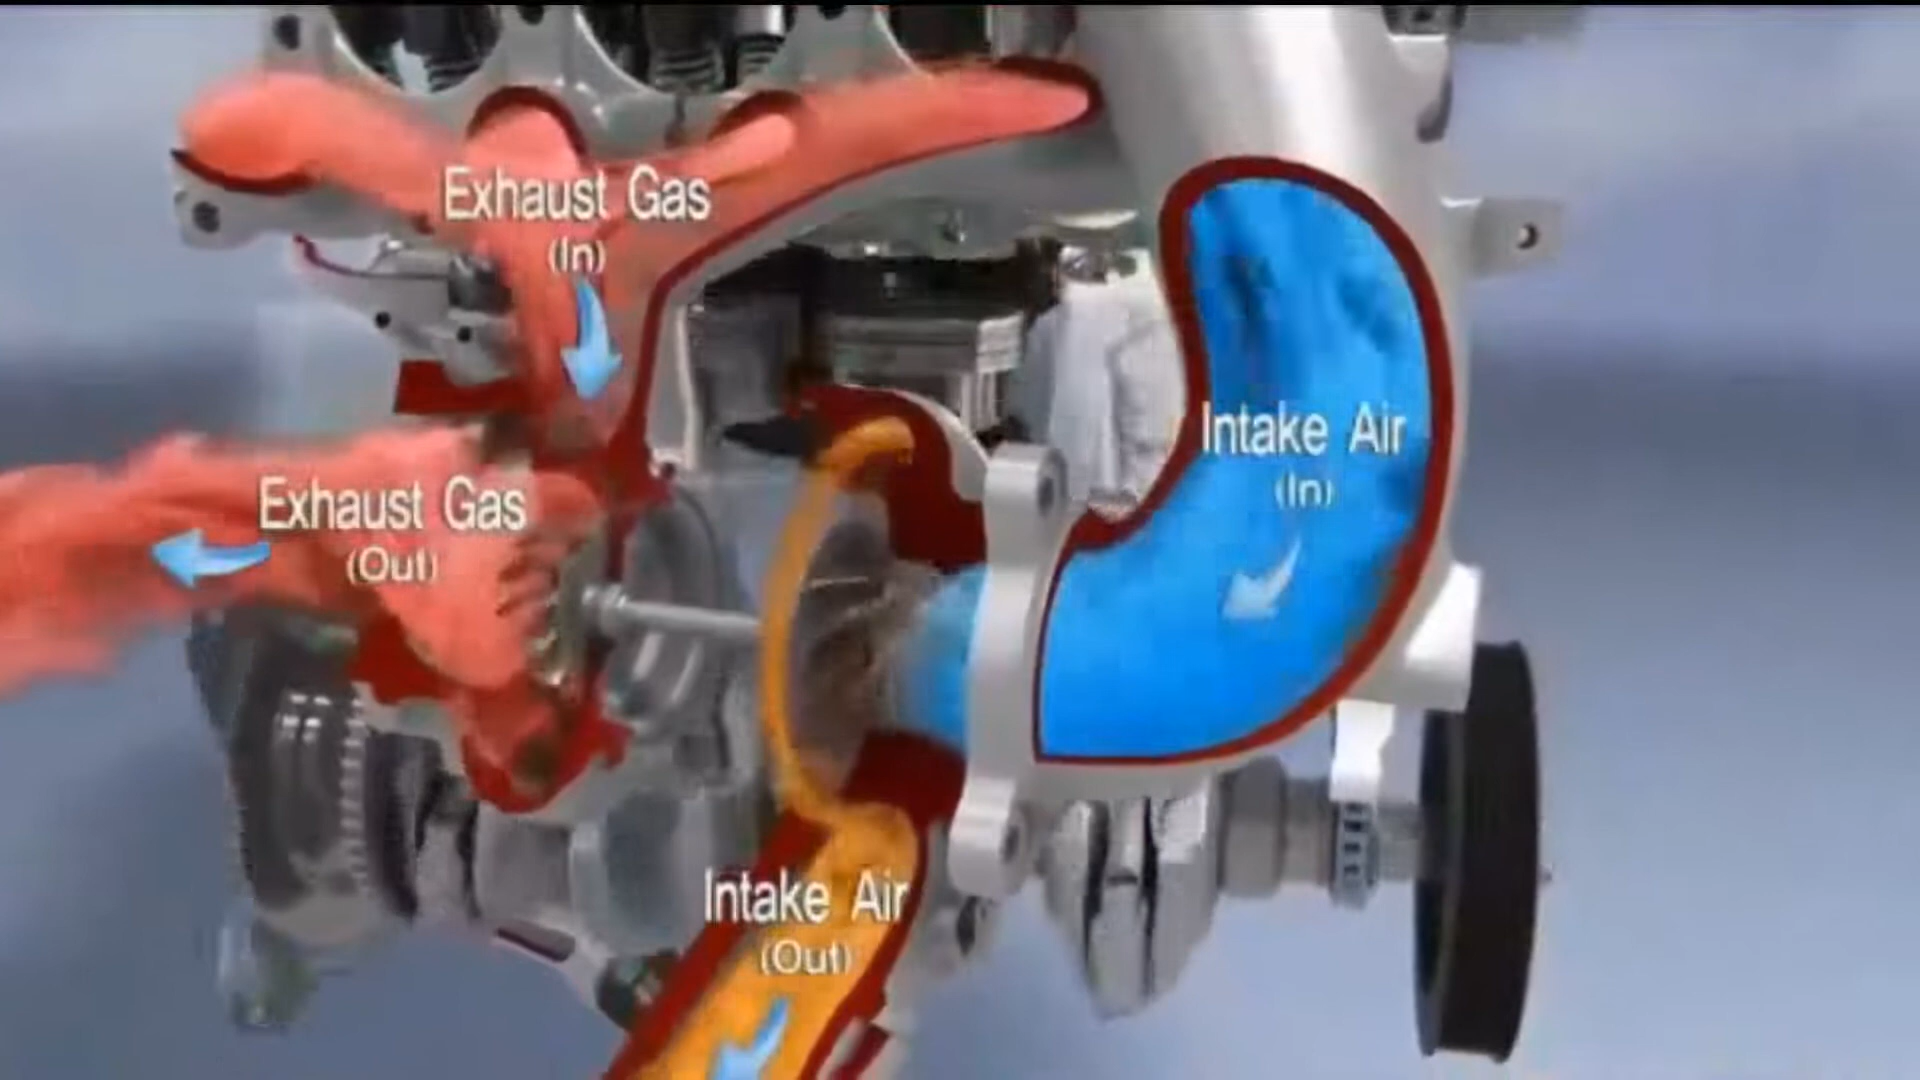 Exhaust Gas
(In)
Intake Air
(In)
Exhaust Gas
(Out)
Intake Air
(Out)